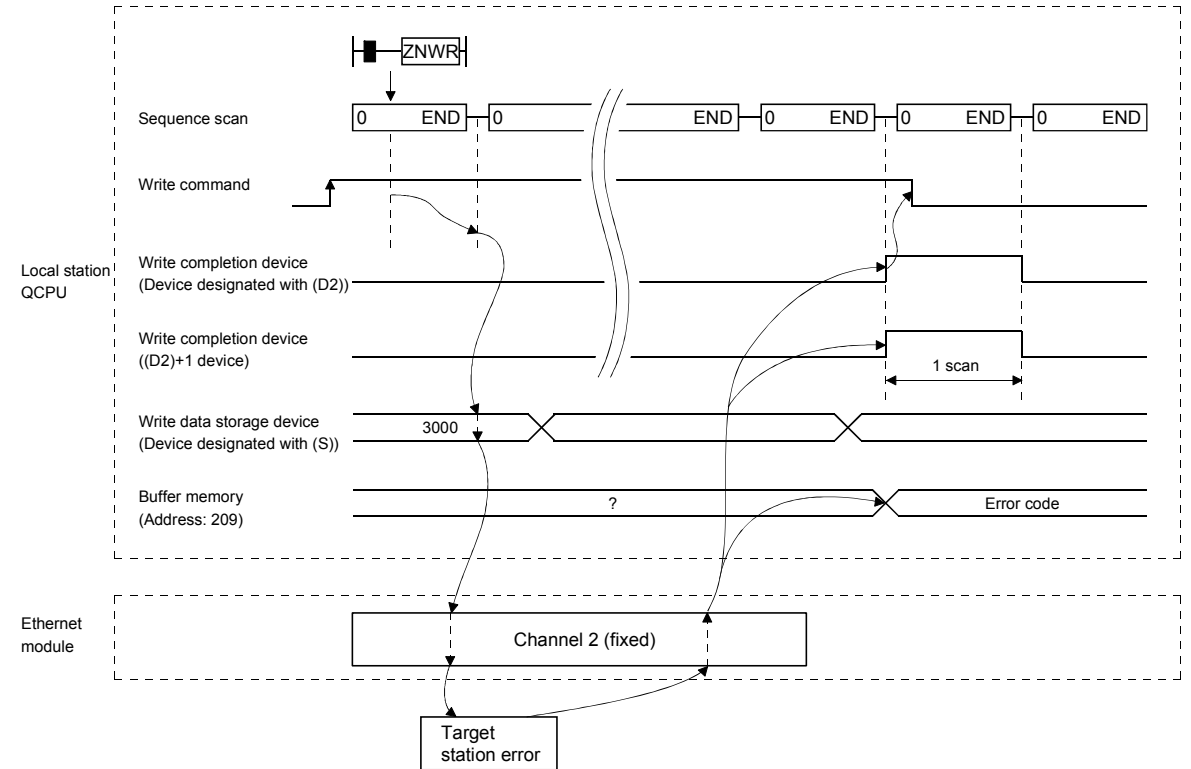 ZNWR
Sequence scan
0 END 0 END 0 END 0 END 0 END
Write command
Local station
QCPU
Write completion device
(Device designated with (D2))
Write completion device
((D2)+1 device)
1 scan
Write data storage device
(Device designated with (S))
3000
Buffer memory
(Address: 209)
?
Error code
Ethernet
module
Channel 2 (fixed)
Target
station error